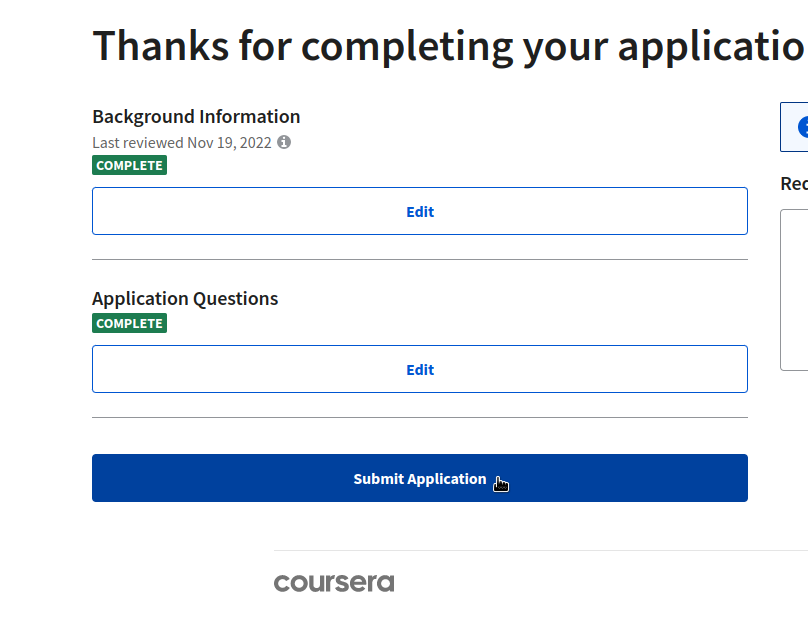 Thanks for completing your applicatio
Background Information
Last reviewed Nov 19, 2022
COMPLETE
Edit
Application Questions
COMPLETE
Edit
Submit Application
Rec
coursera